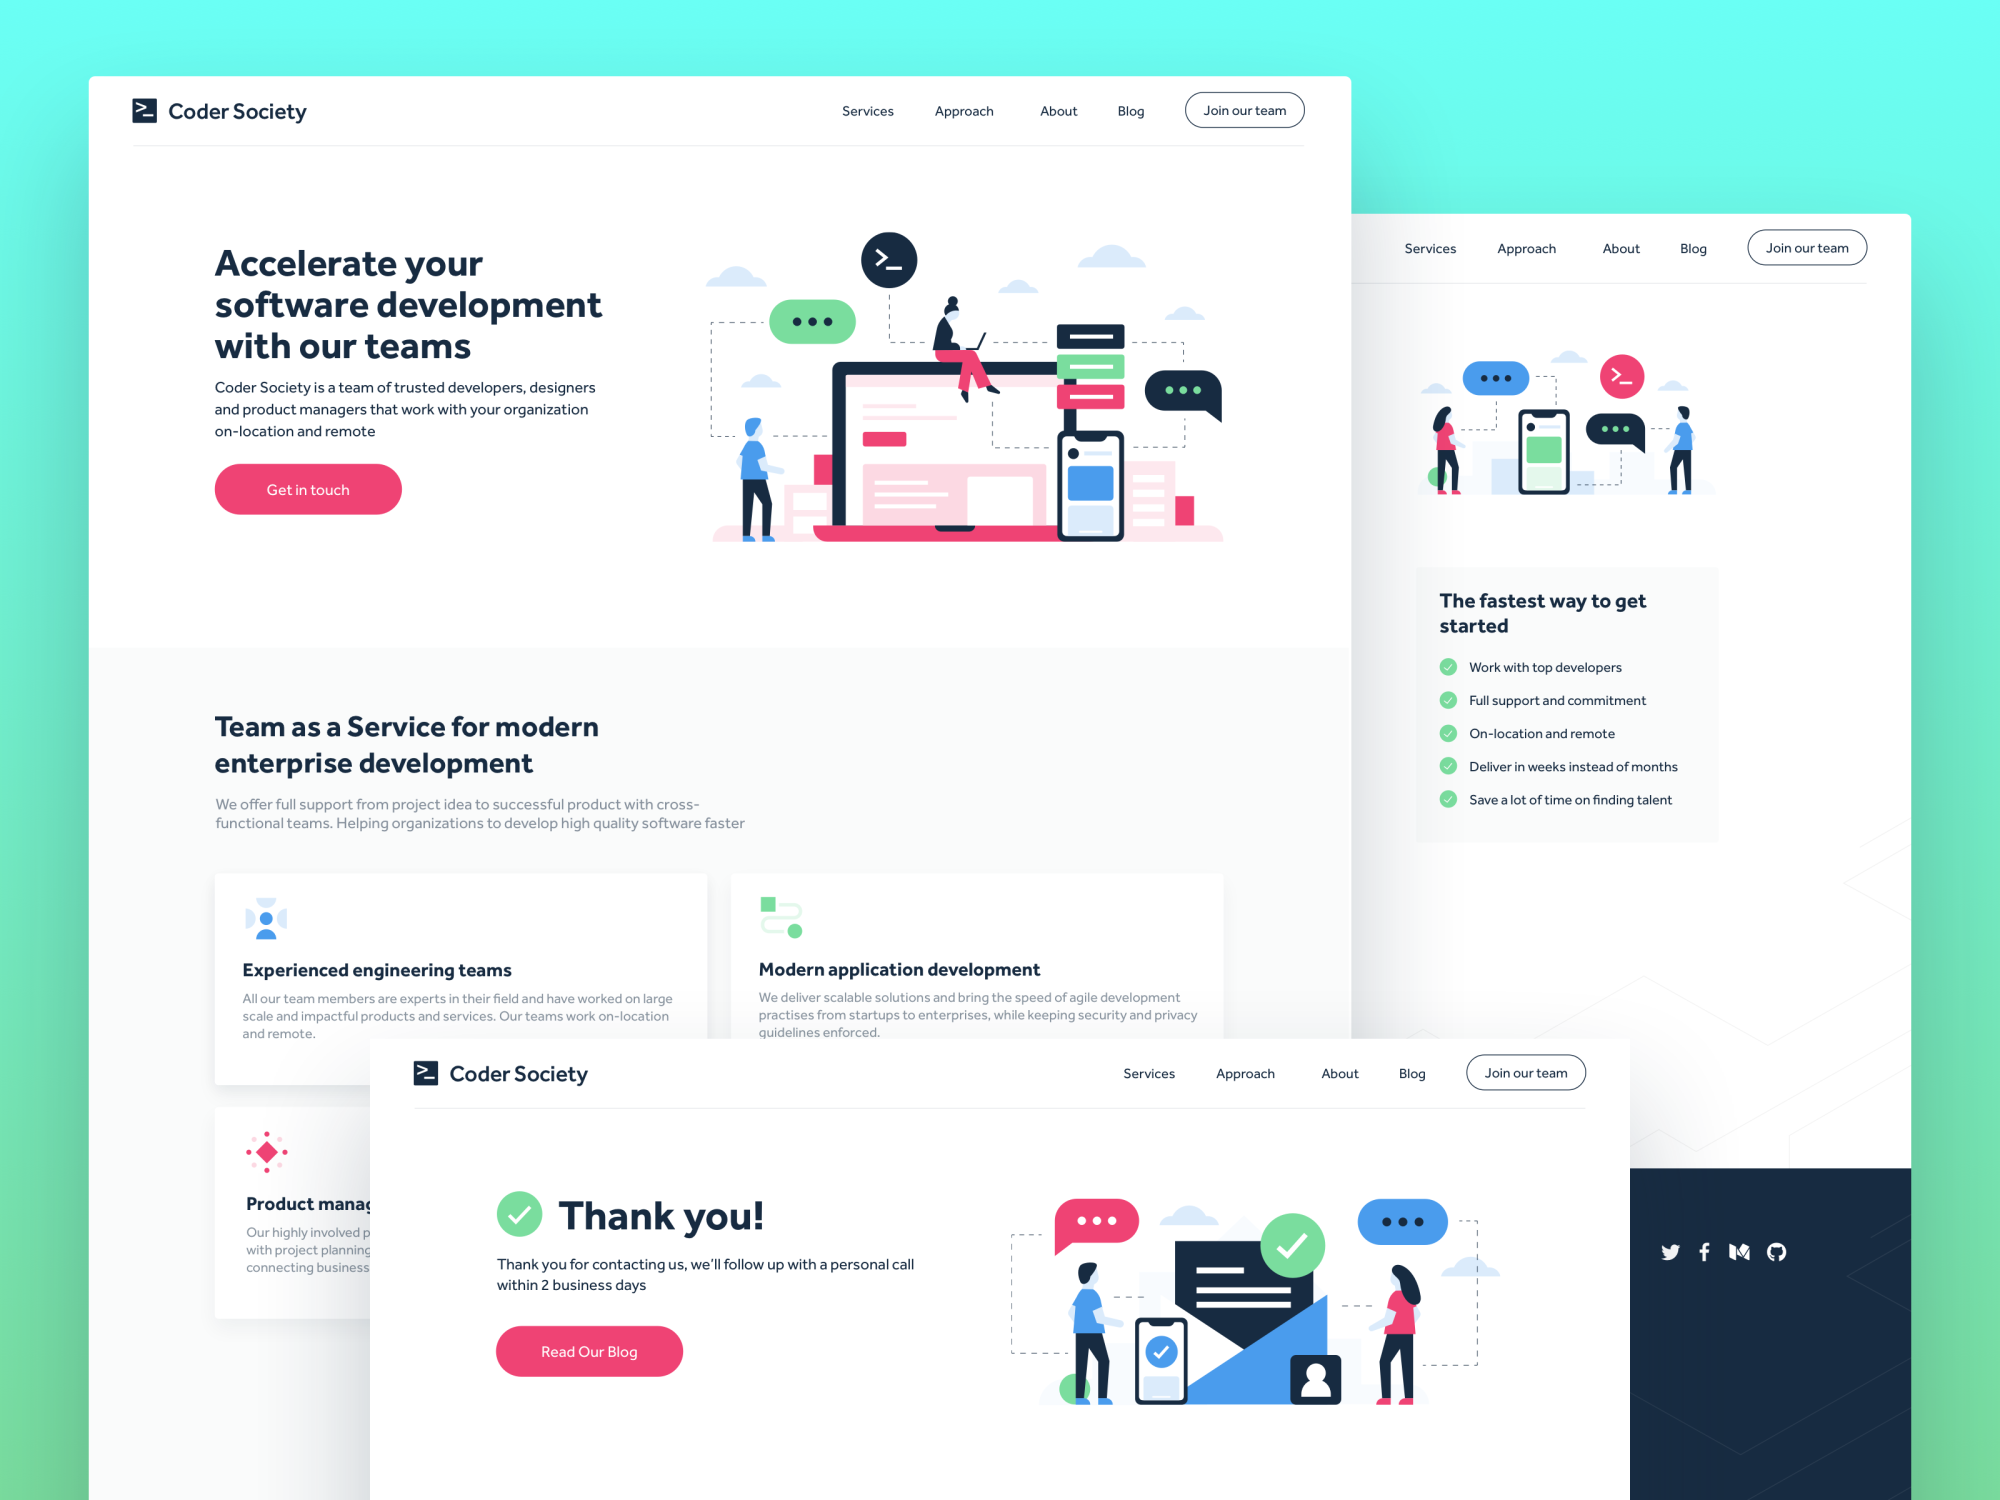 Coder Society
Services
Approach
About
Blog
Join our team
Accelerate your
software development
with our teams
Coder Society is a team of trusted developers, designers
and product managers that work with your organization
on-location and remote
Get in touch
Team as a Service for modern
enterprise development
We offer full support from project idea to successful product with cross-
functional teams. Helping organizations to develop high quality software faster
Experienced engineering teams
All our team members are experts in their field and have worked on large
scale and impactful products and services. Our teams work on-location
and remote.
Modern application development
We deliver scalable solutions and bring the speed of agile development
practises from startups to enterprises, while keeping security and privacy
guidelines enforced.
Product manag
Our highly involved p
with project planning
connecting business
Services
Approach
About
Blog
Join our team
The fastest way to get
started
Work with top developers
Full support and commitment
On-location and remote
Deliver in weeks instead of months
Save a lot of time on finding talent
Coder Society
Services
Approach
About
Blog
Join our team
Thank you!
Thank you for contacting us, we'll follow up with a personal call
within 2 business days
Read Our Blog